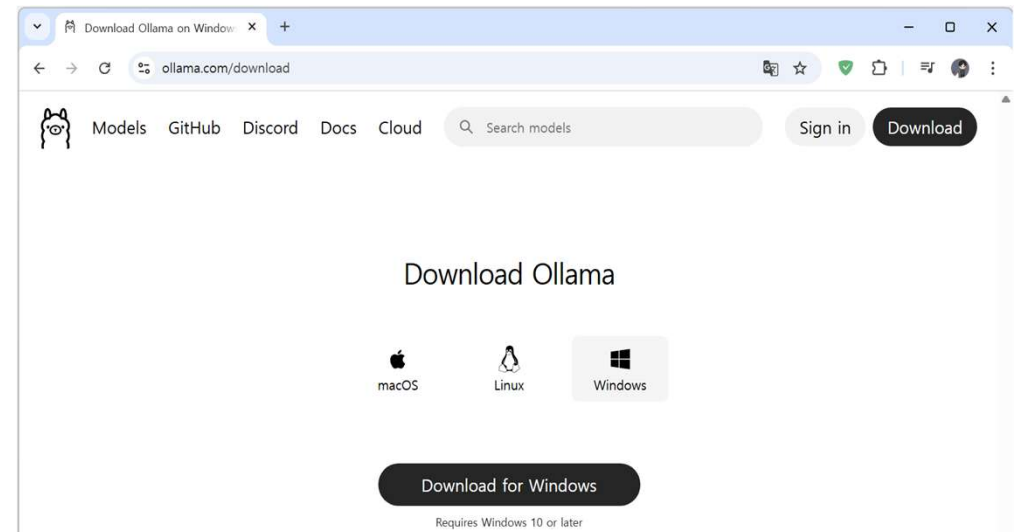 Download Ollama on Window
ollama.com/download
Models GitHub Discord Docs Cloud Search models Sign in Download
Download Ollama
macOS Linux Windows
Download for Windows
Requires Windows 10 or later